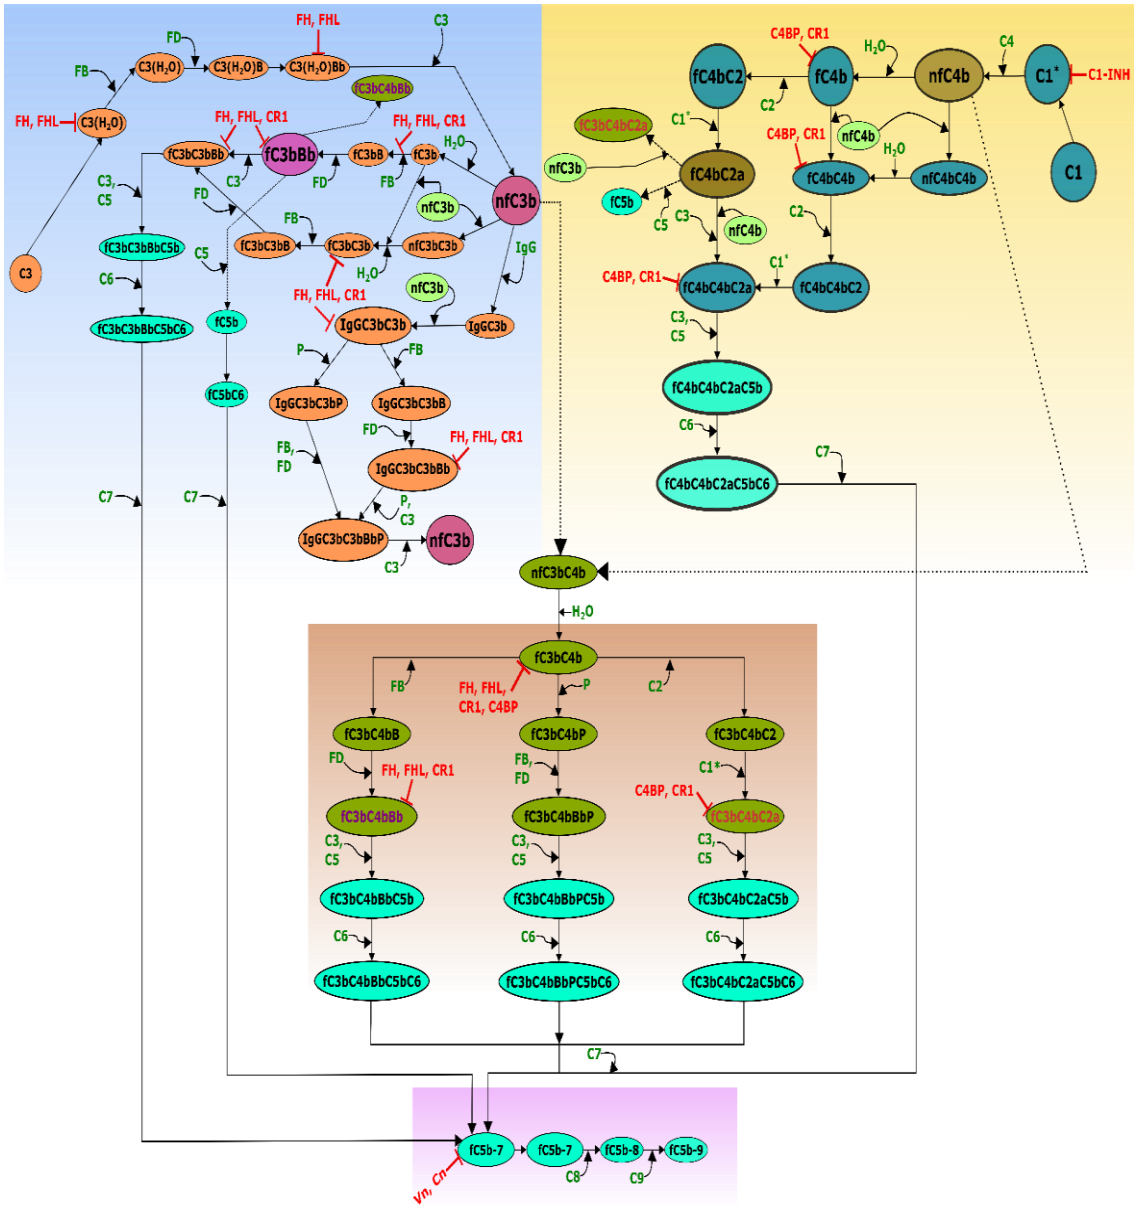 FH, FHL
C3
FD
FB
C3(H₂O)
C3(H₂O)B
C3(H₂O)Bb
fC3bC4bBb
FH, FHL
C3(H₂O)
FH, FHL, CR1
FH, FHL, CR1
H₂O
fC3bC3bBb
fC3bBb
fC3bB
fC3b
C3
FD
FB
C3,
C5
FD
nfC3b
nfC3b
FB
fC3bC3bBbC5b
fC3bC3bB
fC3bC3b
nfC3bC3b
C5
H₂O
IgG
C3
C6
FH, FHL, CR1
nfC3b
fC3bC3bBbC5bC6
fC5b
IgGC3bC3b
IgGC3b
P
FB
fC5bC6
IgGC3bC3bP
IgGC3bC3bB
FD
FH, FHL, CR1
FB,
FD
IgGC3bC3bBb
C7
C7
P,
C3
IgGC3bC3bBbP
nfC3b
C3
C4BP, CR1
H₂O
C4
fC4bC2
fC4b
nfC4b
C1*
C1-INH
C2
fC3bC4bC2a
C1*
C4BP, CR1
nfC4b
H₂O
nfC3b
fC4bC2a
fC4bC4b
nfC4bC4b
C1
fC5b
C5
C3
nfC4b
C2
C4BP, CR1
C1*
fC4bC4bC2a
fC4bC4bC2
C3,
C5
fC4bC4bC2aC5b
C6
fC4bC4bC2aC5bC6
C7
nfC3bC4b
H₂O
fC3bC4b
FB
FH, FHL,
CR1, C4BP
P
C2
fC3bC4bB
fC3bC4bP
fC3bC4bC2
FD
FH, FHL, CR1
FB,
FD
C1*
C4BP, CR1
fC3bC4bBb
fC3bC4bBbP
fC3bC4bC2a
C3,
C5
C3,
C5
C3,
C5
fC3bC4bBbC5b
fC3bC4bBbPC5b
fC3bC4bC2aC5b
C6
C6
C6
fC3bC4bBbC5bC6
fC3bC4bBbPC5bC6
fC3bC4bC2aC5bC6
C7
fC5b-7
fC5b-7
fC5b-8
fC5b-9
Vn, Cn
C8
C9